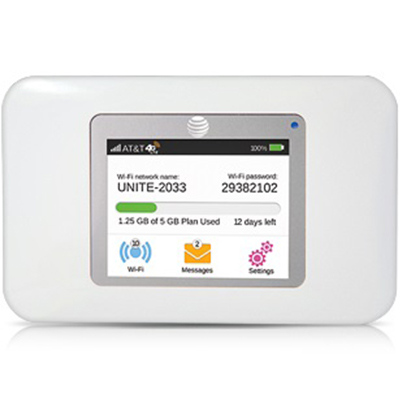 AT&T 4G LTE 100%
Wi-Fi network name: Wi-Fi password:
UNITE-2033 29382102
1.25 GB of 5 GB Plan Used 12 days left
10 2
Wi-Fi Messages Settings